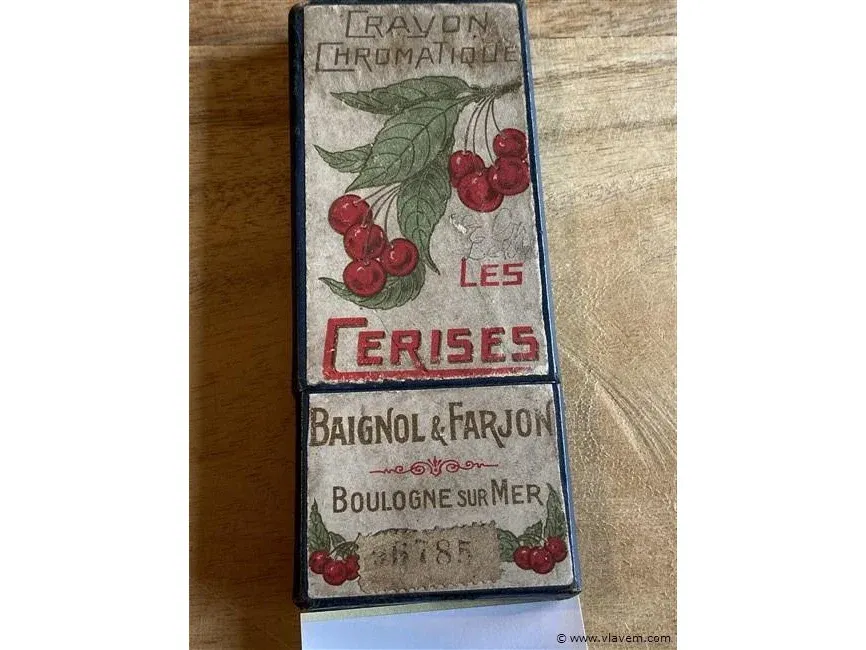 CRAYON
CHROMATIQUE
LES
CERISES
BAIGNOL & FARJON
BOULOGNE SUR MER
6785
© www.vlavem.com